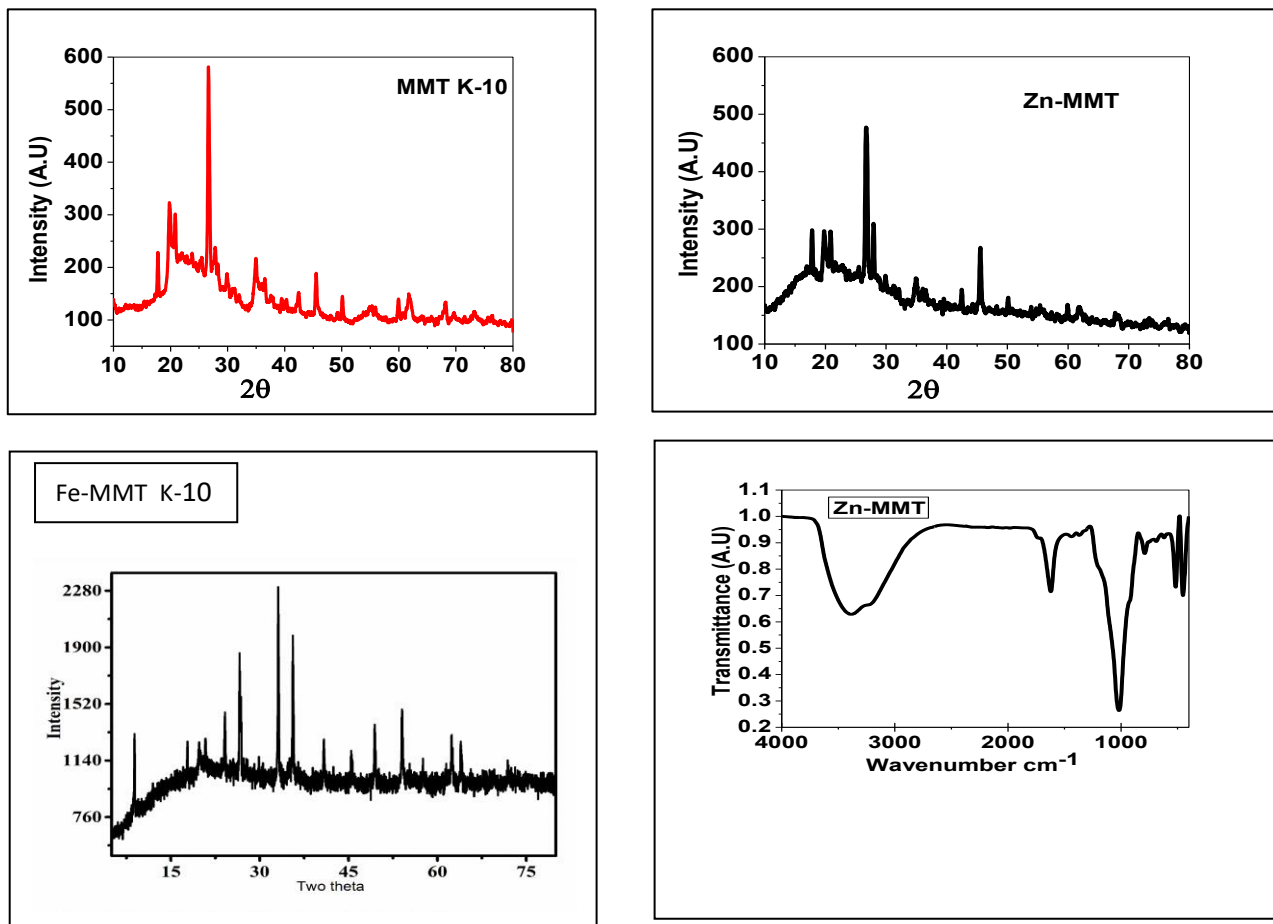 MMT K-10
Intensity (A.U)
600
500
400
300
200
100
10 20 30 40 50 60 70 80
2θ
Zn-MMT
Intensity (A.U)
600
500
400
300
200
100
10 20 30 40 50 60 70 80
2θ
Fe-MMT K-10
Intensity
2280
1900
1520
1140
760
15 30 45 60 75
Two theta
Zn-MMT
Transmittance (A.U)
1.1
1.0
0.9
0.8
0.7
0.6
0.5
0.4
0.3
0.2
4000 3000 2000 1000
Wavenumber cm-1